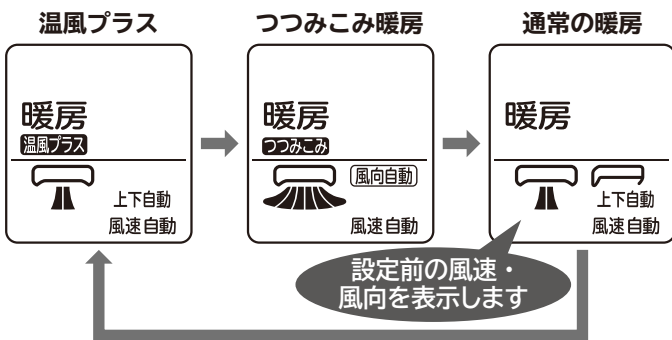 温風プラス
暖房
温風プラス
上下自動
風速自動
つつみこみ暖房
暖房
つつみこみ
風向自動
風速自動
通常の暖房
暖房
上下自動
風速自動
設定前の風速・
風向を表示します